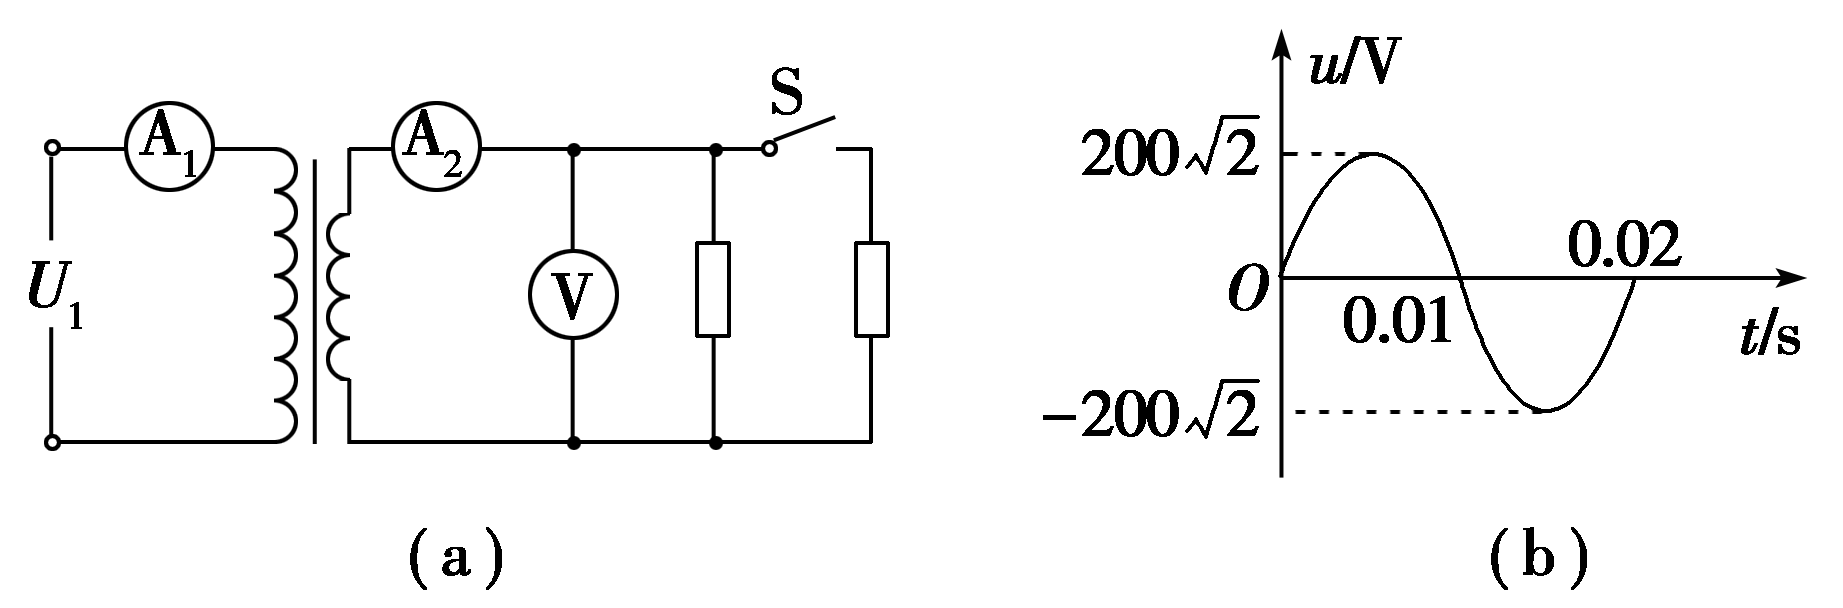 A₁
A₂
S
U₁
V
(a)
u/V
200√2
0.02
O
0.01
t/s
−200√2
(b)